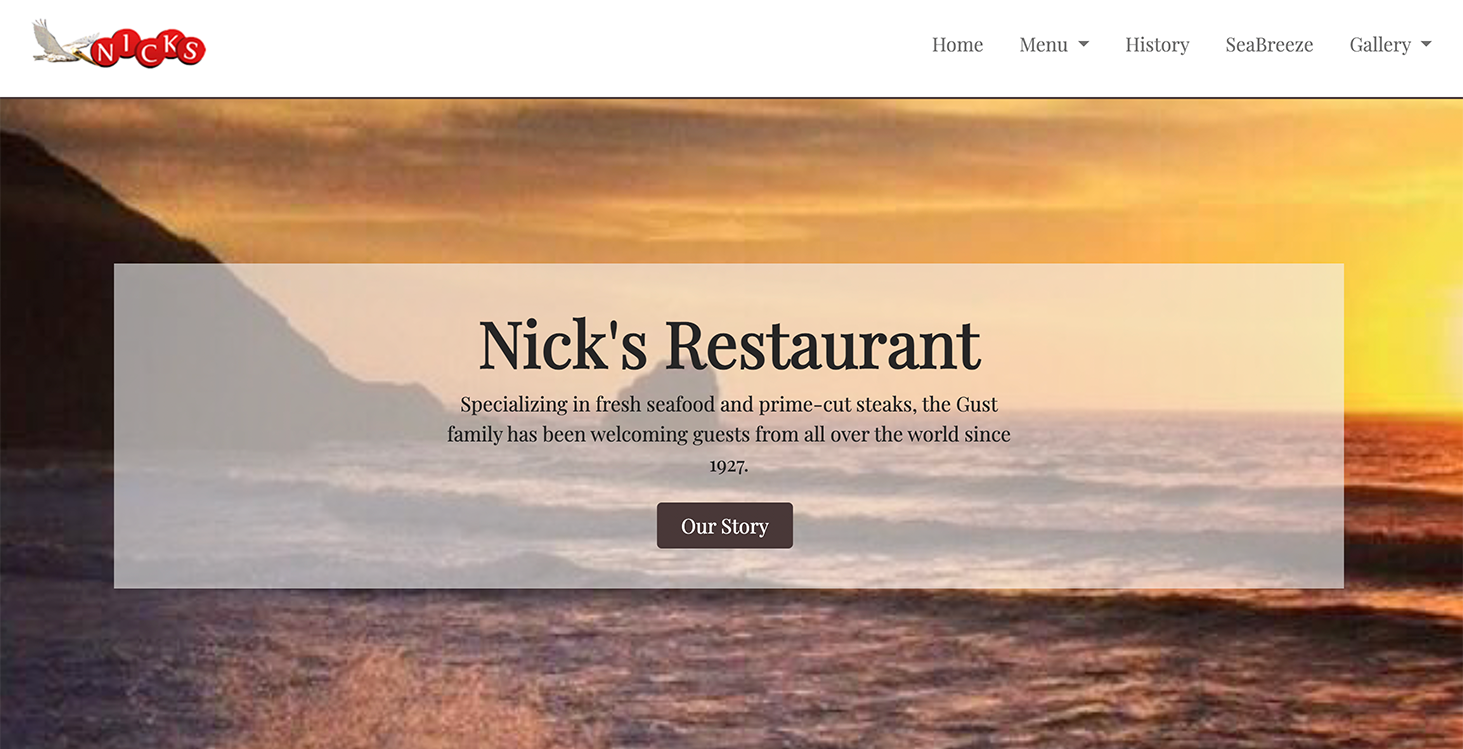 NICKS
Home Menu History SeaBreeze Gallery
Nick's Restaurant
Specializing in fresh seafood and prime-cut steaks, the Gust
family has been welcoming guests from all over the world since
1927.
Our Story